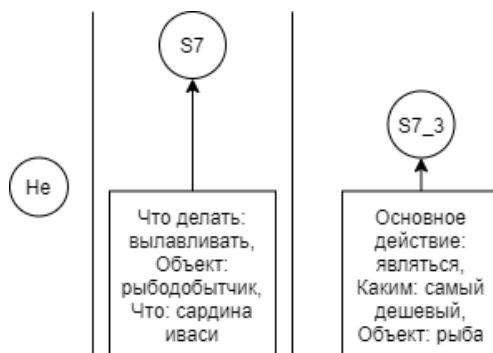 S7
S7_3
Не
Что делать:
вылавливать,
Объект:
рыбодобытчик,
Что: сардина
иваси
Основное
действие:
являться,
Каким: самый
дешевый,
Объект: рыба